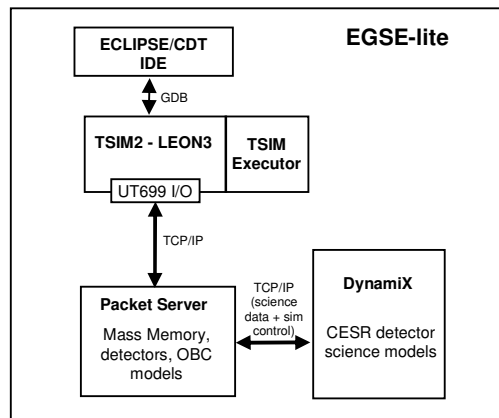 EGSE-lite
ECLIPSE/CDT
IDE
GDB
TSIM2 - LEON3
TSIM
Executor
UT699 I/O
TCP/IP
Packet Server
Mass Memory,
detectors, OBC
models
TCP/IP
(science
data + sim
control)
DynamiX
CESR detector
science models